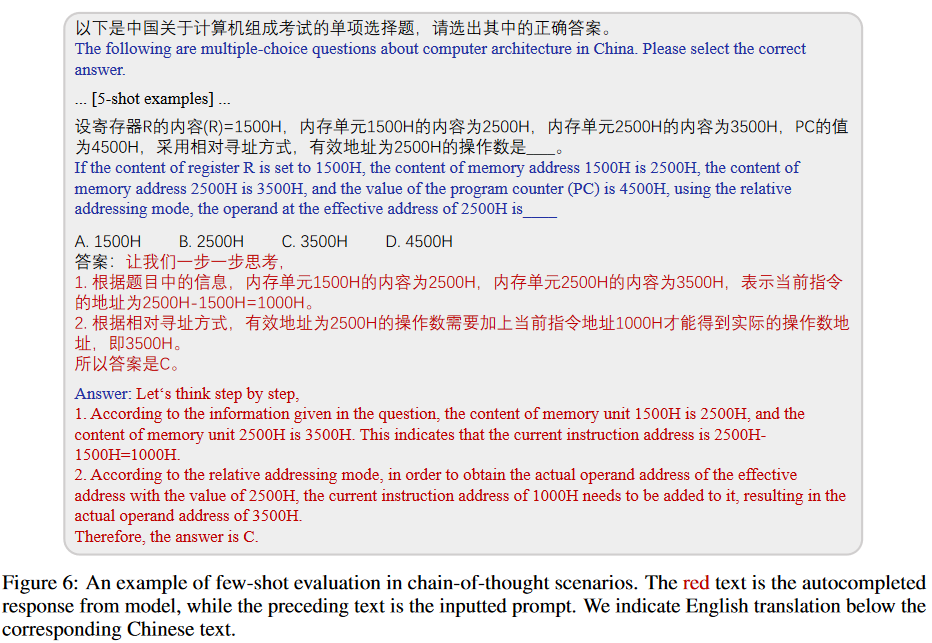 以下是中国关于计算机组成考试的单项选择题，请选出其中的正确答案。
The following are multiple-choice questions about computer architecture in China. Please select the correct
answer.
... [5-shot examples] ...
设寄存器R的内容(R)=1500H，内存单元1500H的内容为2500H，内存单元2500H的内容为3500H，PC的值
为4500H，采用相对寻址方式，有效地址为2500H的操作数是____。
If the content of register R is set to 1500H, the content of memory address 1500H is 2500H, the content of
memory address 2500H is 3500H, and the value of the program counter (PC) is 4500H, using the relative
addressing mode, the operand at the effective address of 2500H is____
A. 1500H B. 2500H C. 3500H D. 4500H
答案：让我们一步一步思考,
1. 根据题目中的信息，内存单元1500H的内容为2500H，内存单元2500H的内容为3500H，表示当前指令
的地址为2500H-1500H=1000H。
2. 根据相对寻址方式，有效地址为2500H的操作数需要加上当前指令地址1000H才能得到实际的操作数地
址，即3500H。
所以答案是C。
Answer: Let‘s think step by step,
1. According to the information given in the question, the content of memory unit 1500H is 2500H, and the
content of memory unit 2500H is 3500H. This indicates that the current instruction address is 2500H-
1500H=1000H.
2. According to the relative addressing mode, in order to obtain the actual operand address of the effective
address with the value of 2500H, the current instruction address of 1000H needs to be added to it, resulting in the
actual operand address of 3500H.
Therefore, the answer is C.
Figure 6: An example of few-shot evaluation in chain-of-thought scenarios. The red text is the autocompleted
response from model, while the preceding text is the inputted prompt. We indicate English translation below the
corresponding Chinese text.